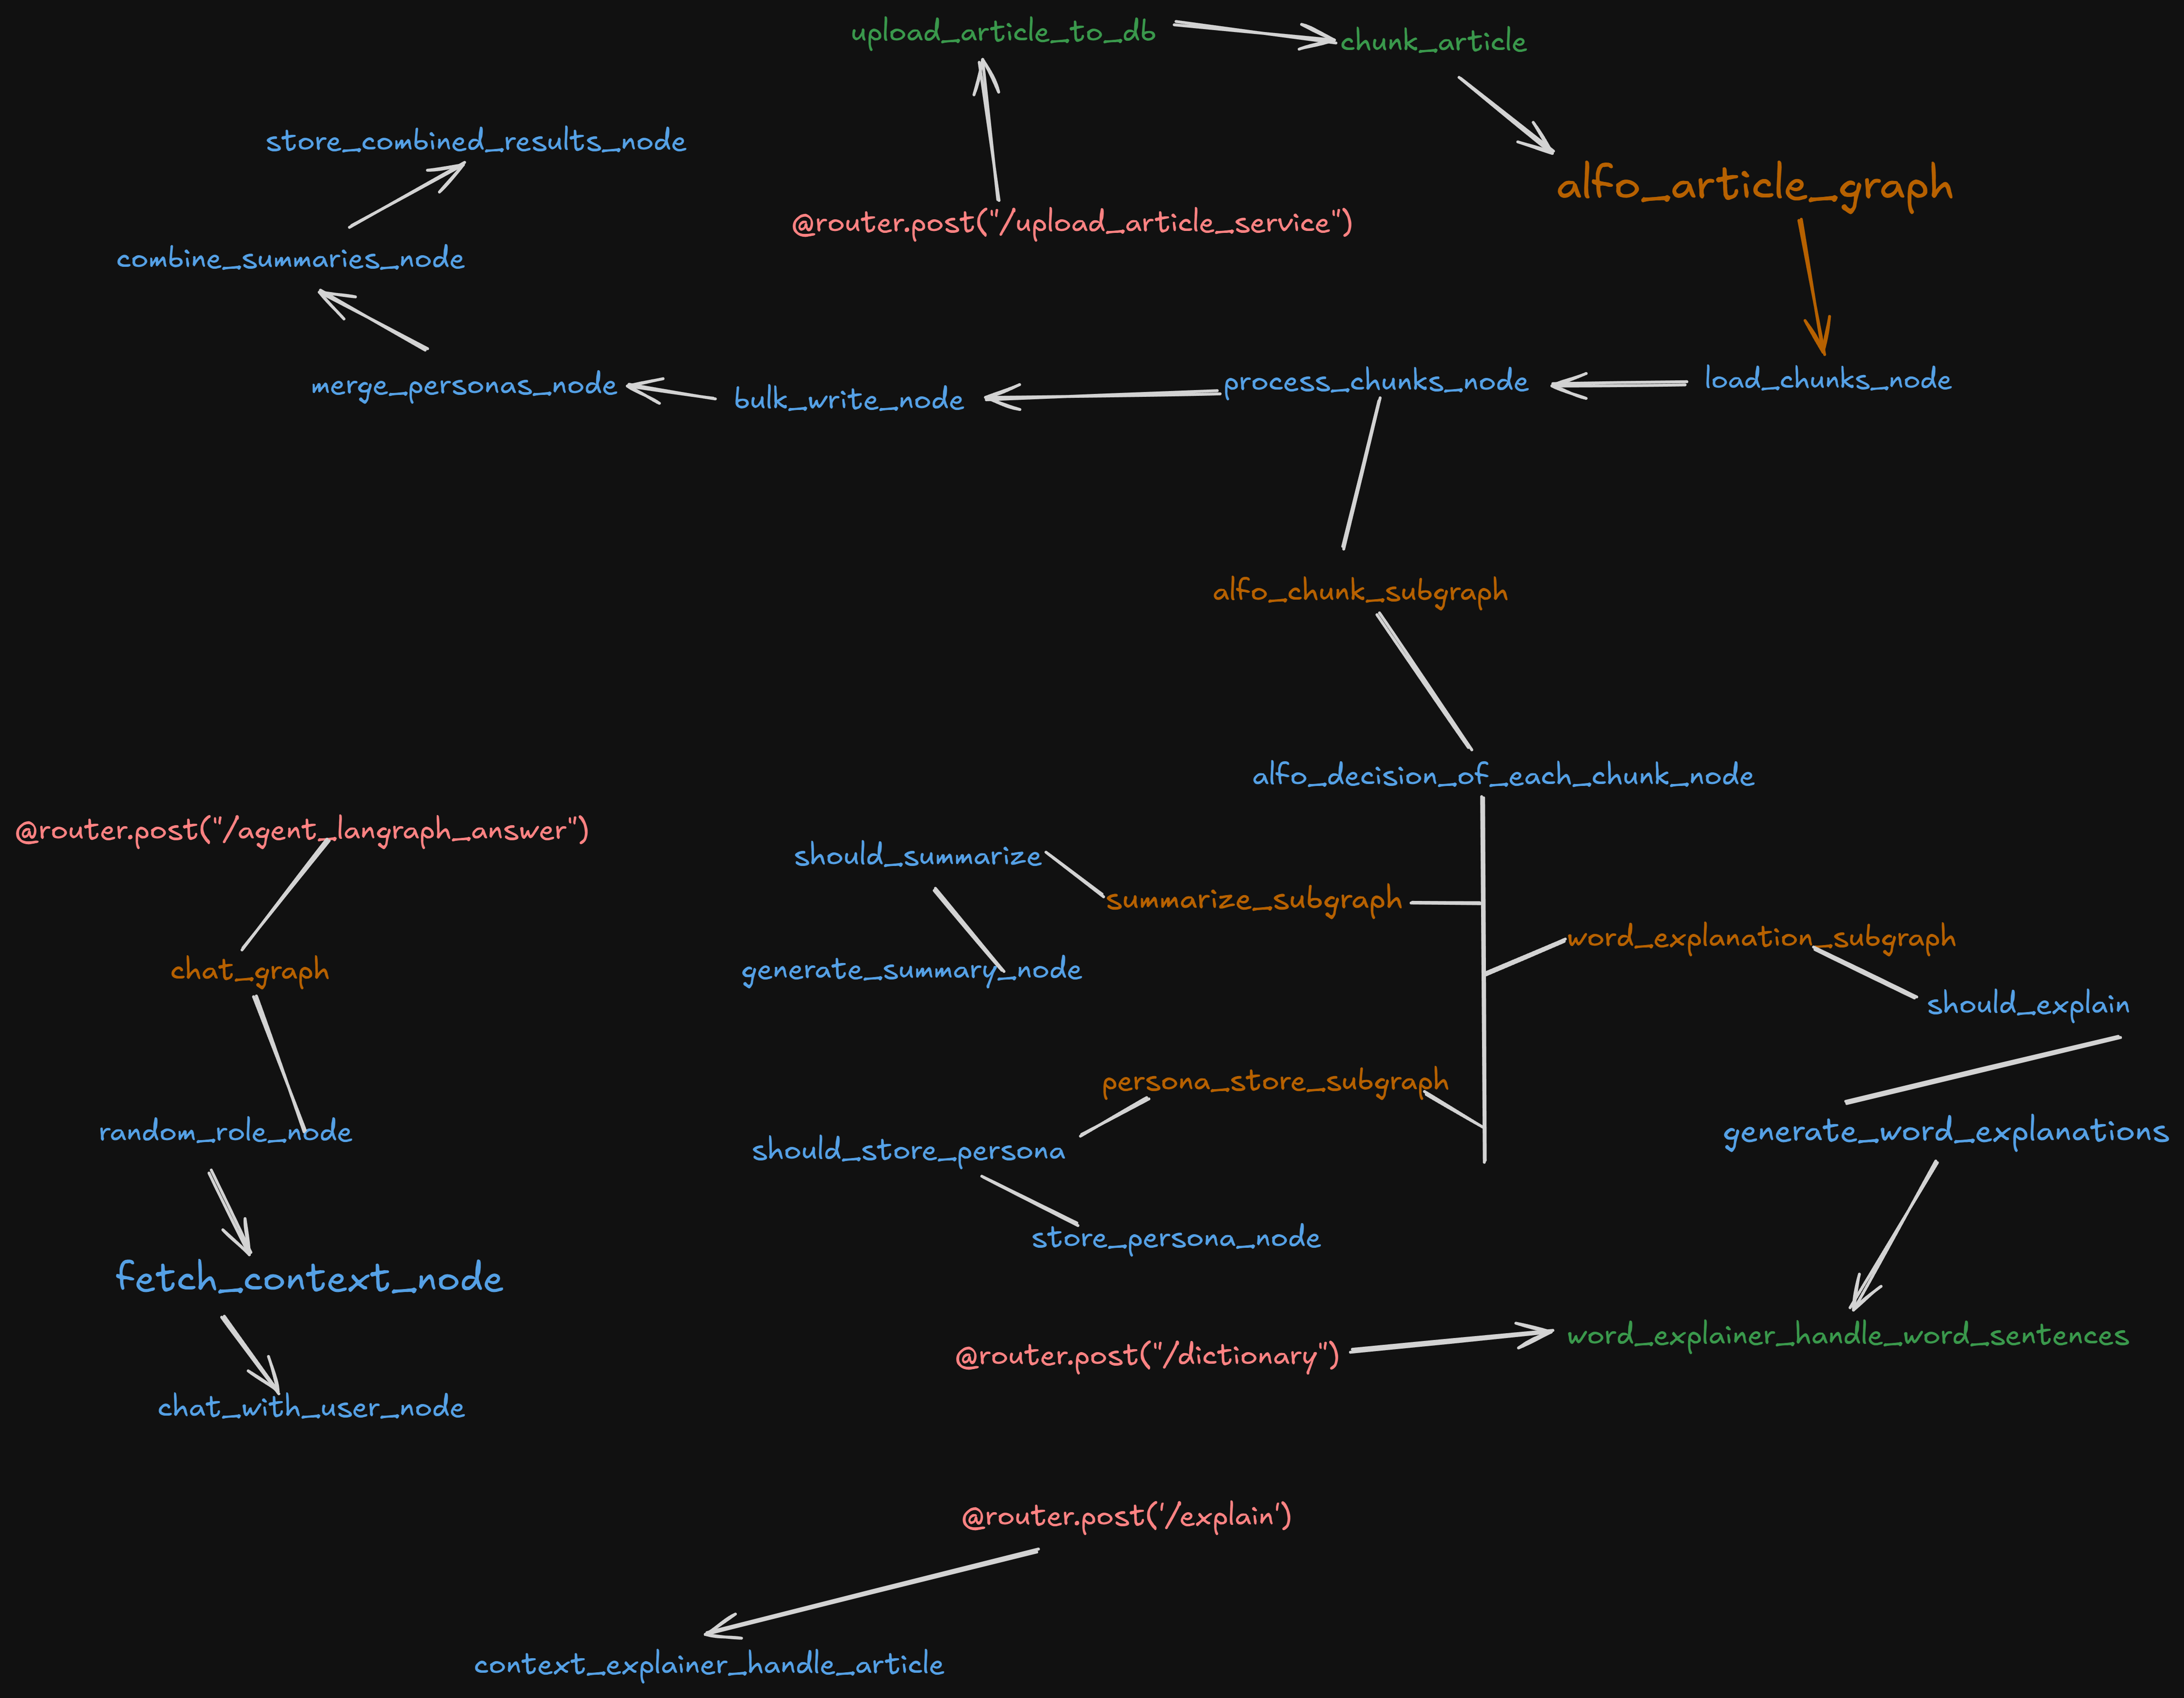 upload_article_to_db
chunk_article
store_combined_results_node
alfo_article_graph
@router.post("/upload_article_service")
combine_summaries_node
merge_personas_node
bulk_write_node
process_chunks_node
load_chunks_node
alfo_chunk_subgraph
alfo_decision_of_each_chunk_node
@router.post("/agent_langraph_answer")
should_summarize
summarize_subgraph
word_explanation_subgraph
chat_graph
generate_summary_node
should_explain
persona_store_subgraph
random_role_node
should_store_persona
generate_word_explanations
store_persona_node
fetch_context_node
@router.post("/dictionary")
word_explainer_handle_word_sentences
chat_with_user_node
@router.post('/explain')
context_explainer_handle_article